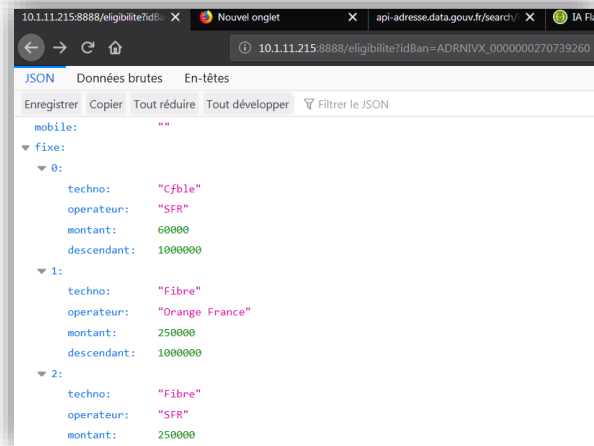 10.1.11.215:8888/eligibilite?idBa
Nouvel onglet
api-adresse.data.gouv.fr/search/
IA Fla
10.1.11.215:8888/eligibilite?idBan=ADRNIVX_0000000270739260
JSON Données brutes En-têtes
Enregistrer Copier Tout réduire Tout développer Filtrer le JSON
mobile: ""
fixe:
0:
techno: "Cƒble"
operateur: "SFR"
montant: 60000
descendant: 1000000
1:
techno: "Fibre"
operateur: "Orange France"
montant: 250000
descendant: 1000000
2:
techno: "Fibre"
operateur: "SFR"
montant: 250000